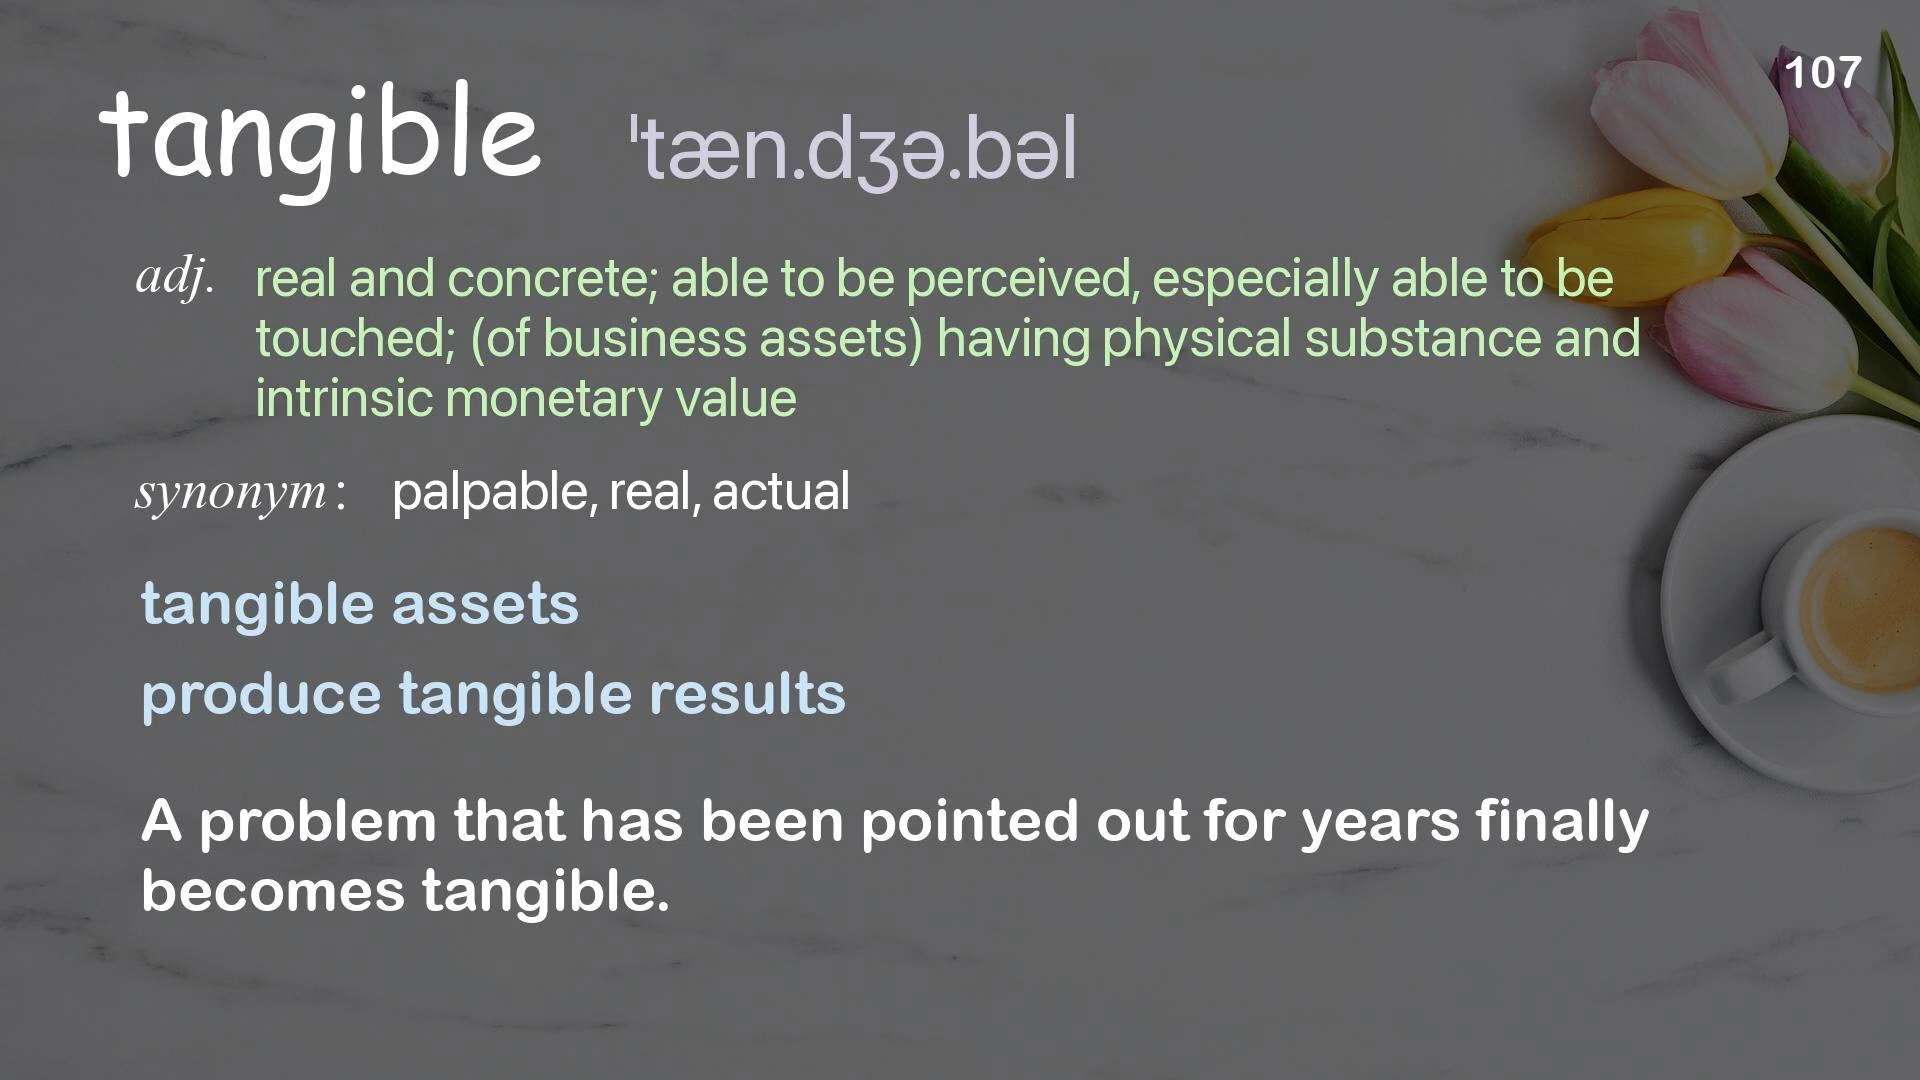 107
tangible ˈtæn.dʒə.bəl
adj. real and concrete; able to be perceived, especially able to be
touched; (of business assets) having physical substance and
intrinsic monetary value
synonym : palpable, real, actual
tangible assets
produce tangible results
A problem that has been pointed out for years finally
becomes tangible.